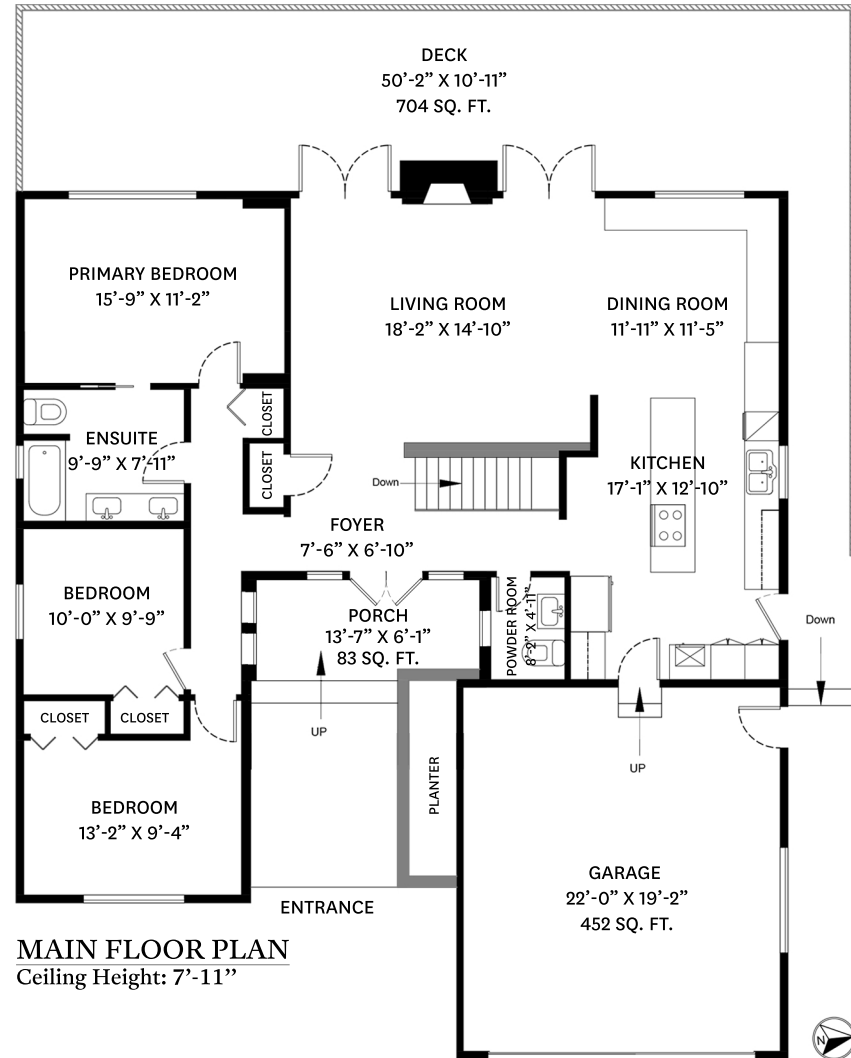 DECK
50’-2” X 10’-11”
704 SQ. FT.
PRIMARY BEDROOM
15’-9” X 11’-2”
LIVING ROOM
18’-2” X 14’-10”
DINING ROOM
11’-11” X 11’-5”
CLOSET
ENSUITE
9’-9” X 7’-11”
CLOSET
Down
KITCHEN
17’-1” X 12’-10”
FOYER
7’-6” X 6’-10”
BEDROOM
10’-0” X 9’-9”
PORCH
13’-7” X 6’-1”
83 SQ. FT.
POWDER ROOM
8’-2” X 4’-11”
Down
CLOSET
CLOSET
UP
UP
BEDROOM
13’-2” X 9’-4”
PLANTER
GARAGE
22’-0” X 19’-2”
452 SQ. FT.
ENTRANCE
MAIN FLOOR PLAN
Ceiling Height: 7’-11”
N